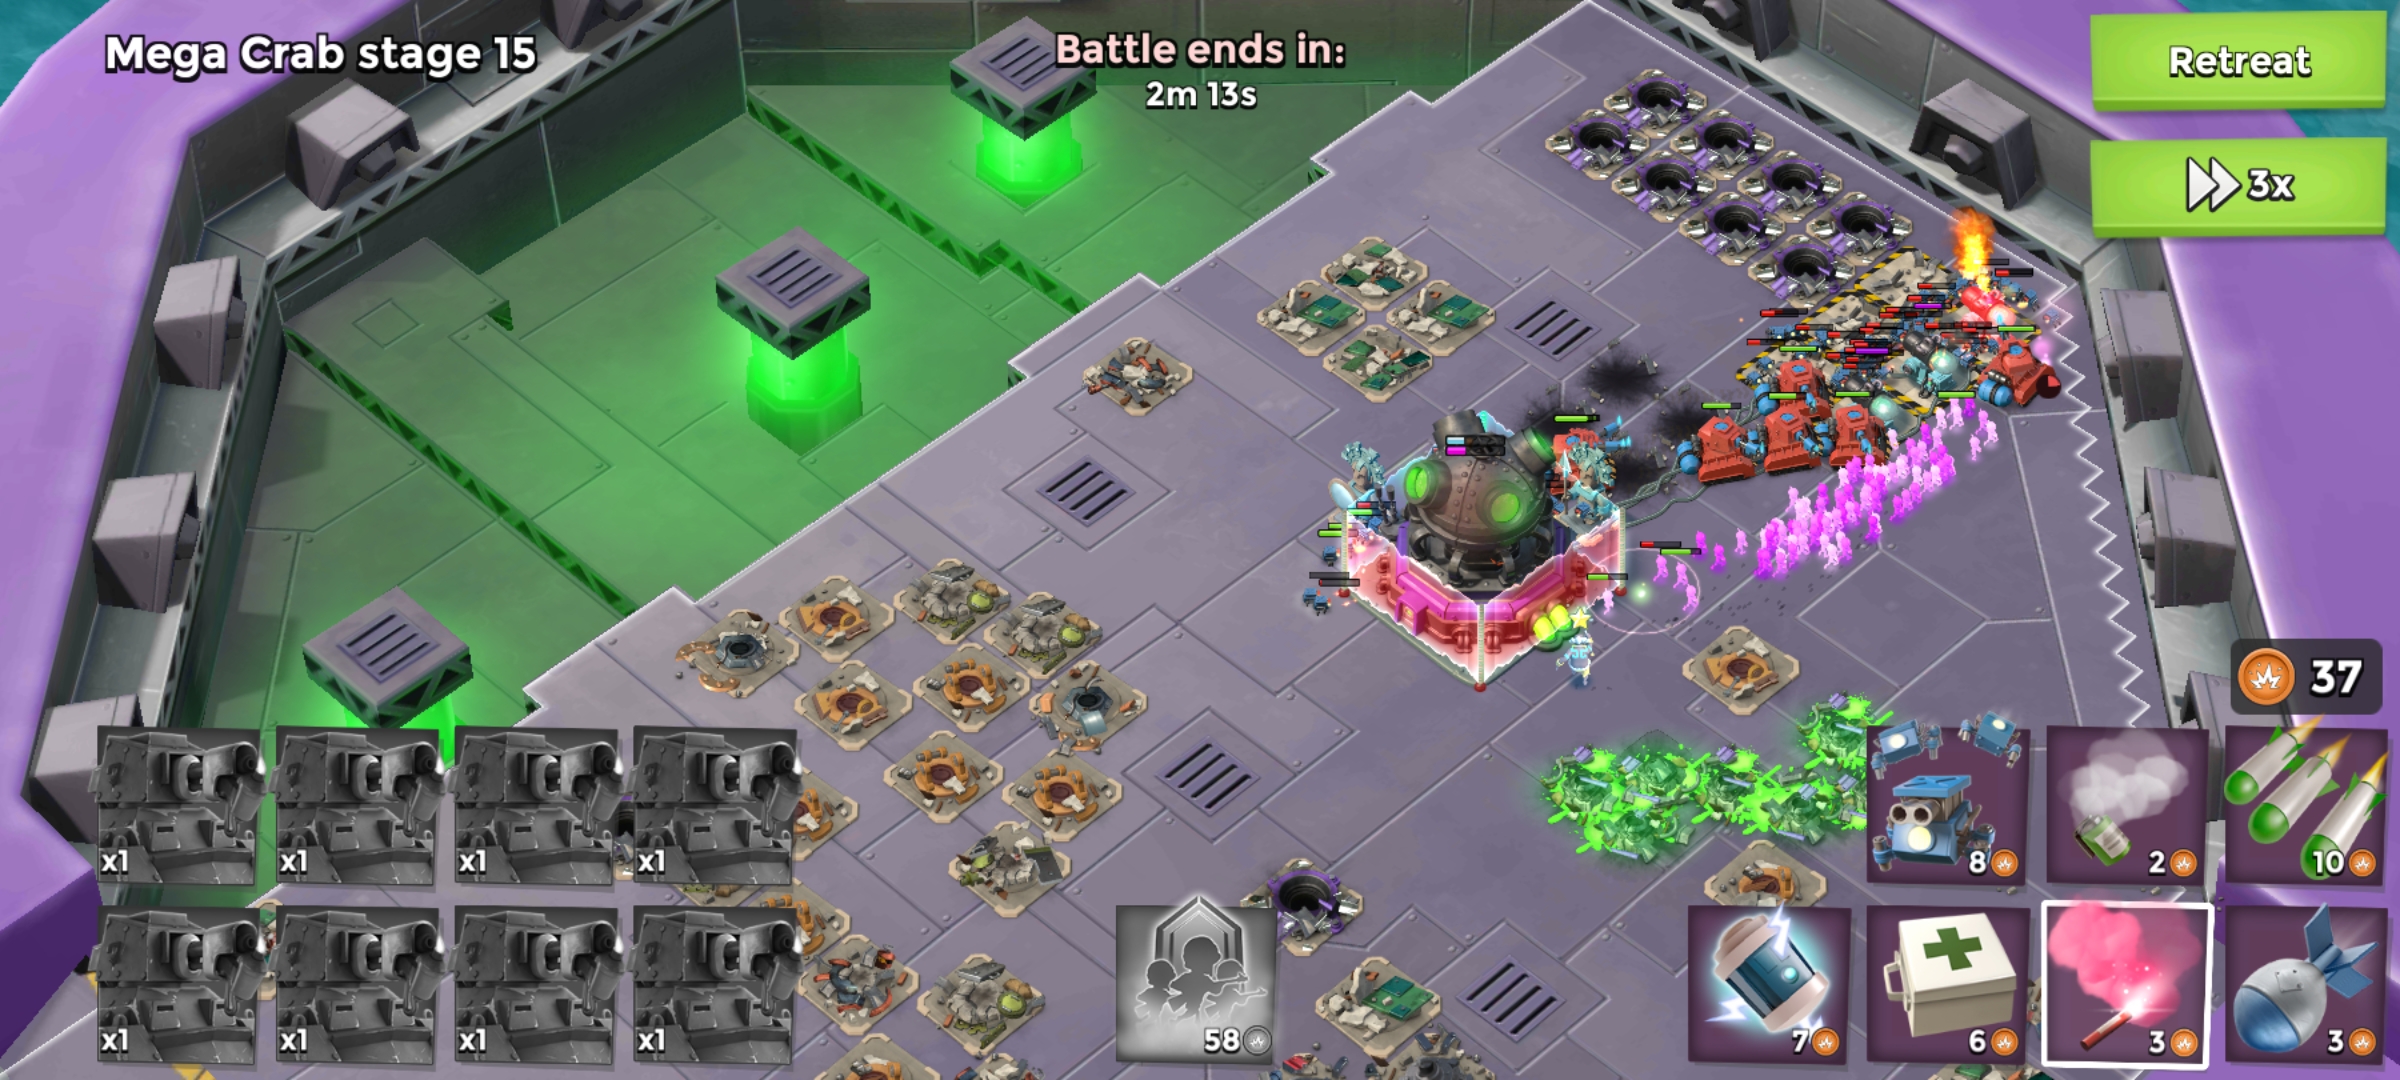 Mega Crab stage 15
Battle ends in:
2m 13s
Retreat
3x
37
x1
x1
x1
x1
8
2
10
x1
x1
x1
x1
58
7
6
3
3